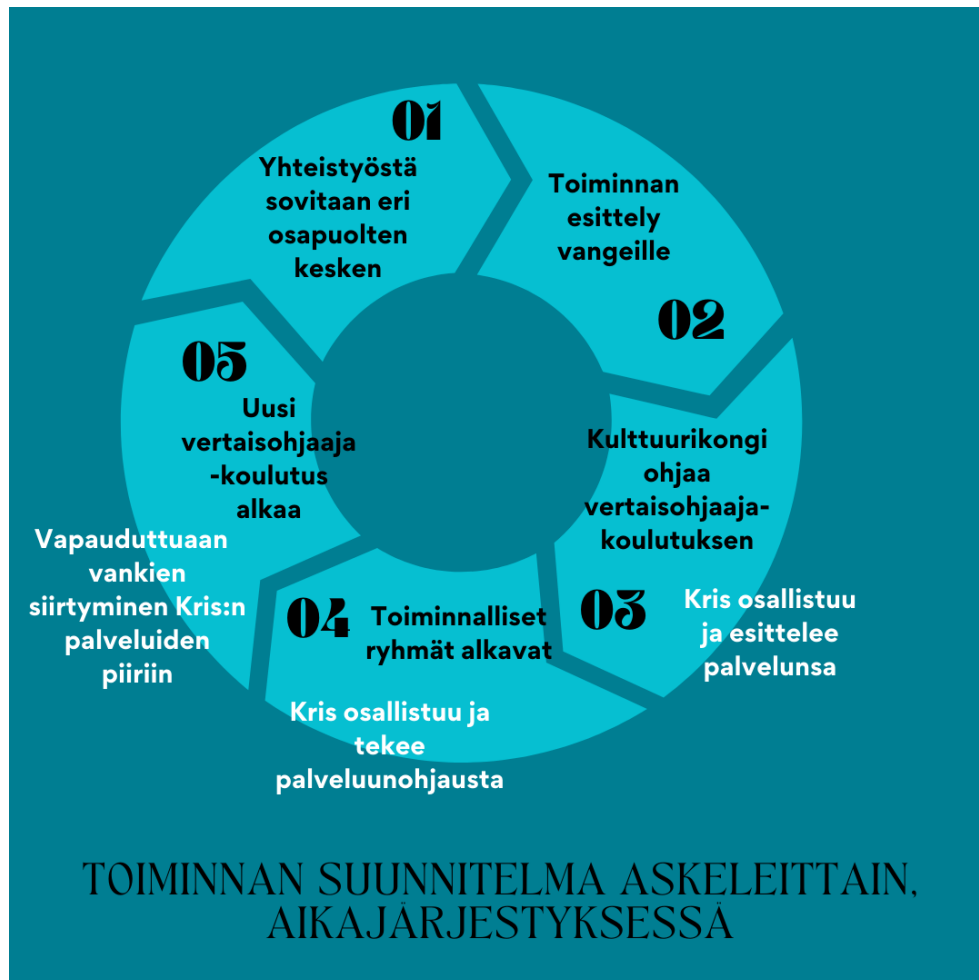 01
Yhteistyöstä
sovitaan eri
osapuolten
kesken
Toiminnan
esittely
vangeille
02
Kulttuurikongi
ohjaa
vertaisohjaaja-
koulutuksen
03
Kris osallistuu
ja esittelee
palvelunsa
04
Toiminnalliset
ryhmät alkavat
Kris osallistuu ja
tekee
palveluunohjausta
05
Uusi
vertaisohjaaja
-koulutus
alkaa
Vapauduttuaan
vankien
siirtyminen Kris:n
palveluiden
piiriin
TOIMINNAN SUUNNITELMA ASKELEITTAIN,
AIKAJÄRJESTYKSESSÄ